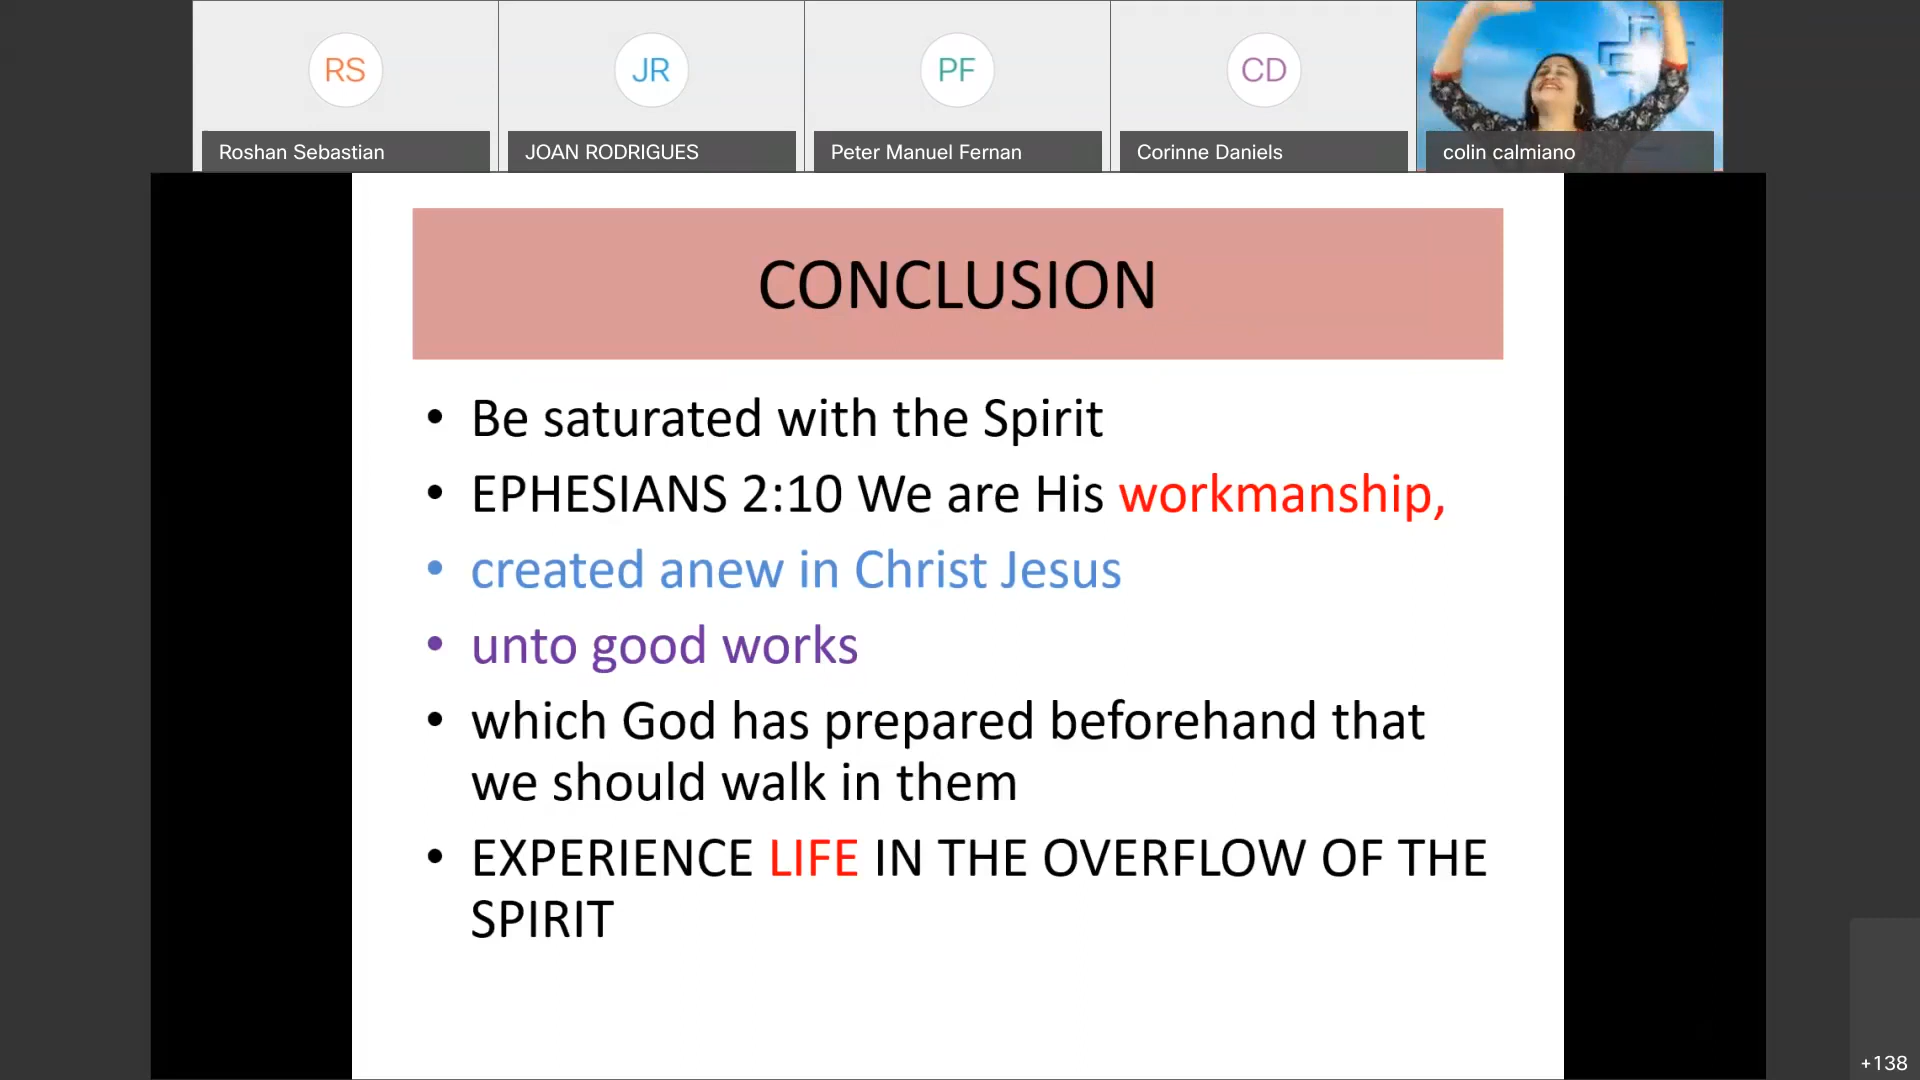 RS
JR
PF
CD
Roshan Sebastian
JOAN RODRIGUES
Peter Manuel Fernan
Corinne Daniels
colin calmiano
CONCLUSION
• Be saturated with the Spirit
• EPHESIANS 2:10 We are His workmanship,
• created anew in Christ Jesus
• unto good works
• which God has prepared beforehand that
we should walk in them
• EXPERIENCE LIFE IN THE OVERFLOW OF THE
SPIRIT
+138